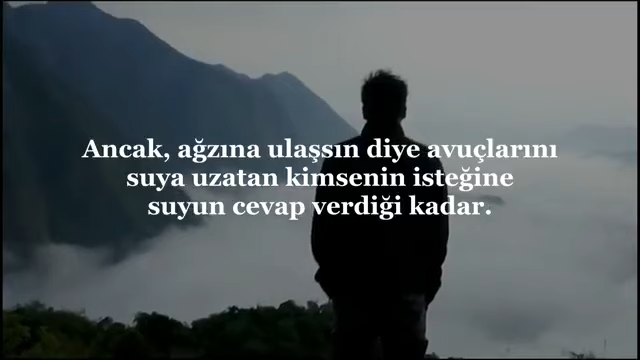 Ancak, ağzına ulaşsın diye avuçlarını
suya uzatan kimsenin isteğine
suyun cevap verdiği kadar.